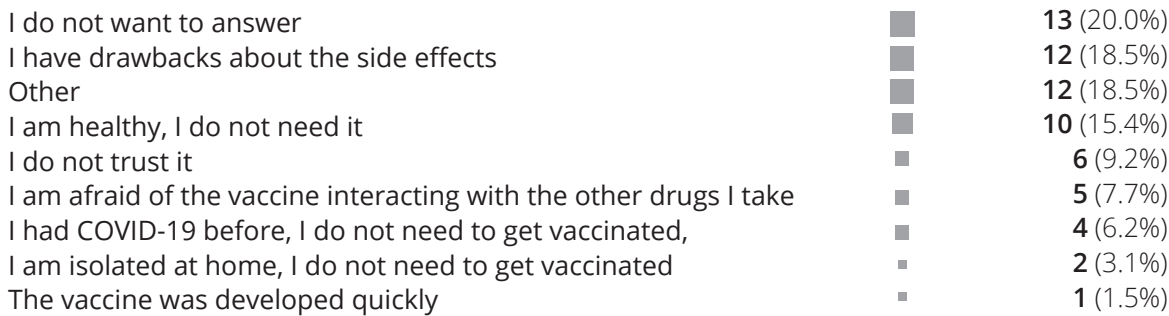 I do not want to answer 13 (20.0%)
I have drawbacks about the side effects 12 (18.5%)
Other 12 (18.5%)
I am healthy, I do not need it 10 (15.4%)
I do not trust it 6 (9.2%)
I am afraid of the vaccine interacting with the other drugs I take 5 (7.7%)
I had COVID-19 before, I do not need to get vaccinated, 4 (6.2%)
I am isolated at home, I do not need to get vaccinated 2 (3.1%)
The vaccine was developed quickly 1 (1.5%)